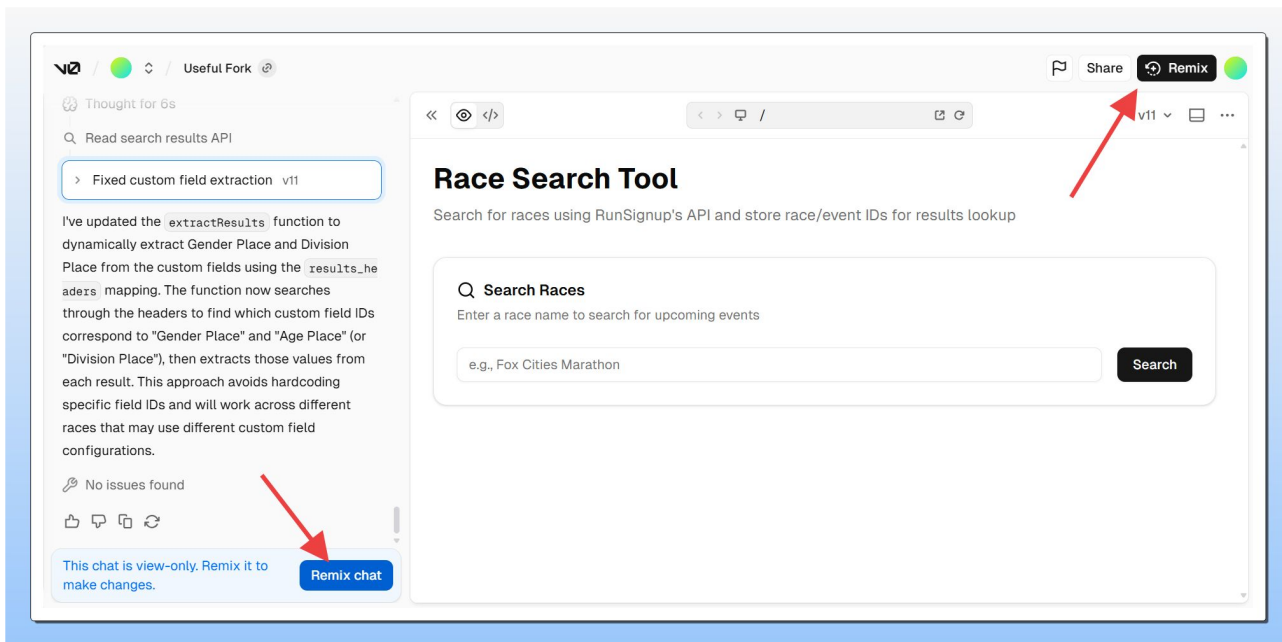 v0 / / Useful Fork
Share
Remix
Thought for 6s
Read search results API
Fixed custom field extraction v11
I've updated the extractResults function to
dynamically extract Gender Place and Division
Place from the custom fields using the results_he
aders mapping. The function now searches
through the headers to find which custom field IDs
correspond to "Gender Place" and "Age Place" (or
"Division Place"), then extracts those values from
each result. This approach avoids hardcoding
specific field IDs and will work across different
races that may use different custom field
configurations.
No issues found
This chat is view-only. Remix it to
make changes.
Remix chat
/
v11
Race Search Tool
Search for races using RunSignup's API and store race/event IDs for results lookup
Search Races
Enter a race name to search for upcoming events
e.g., Fox Cities Marathon
Search